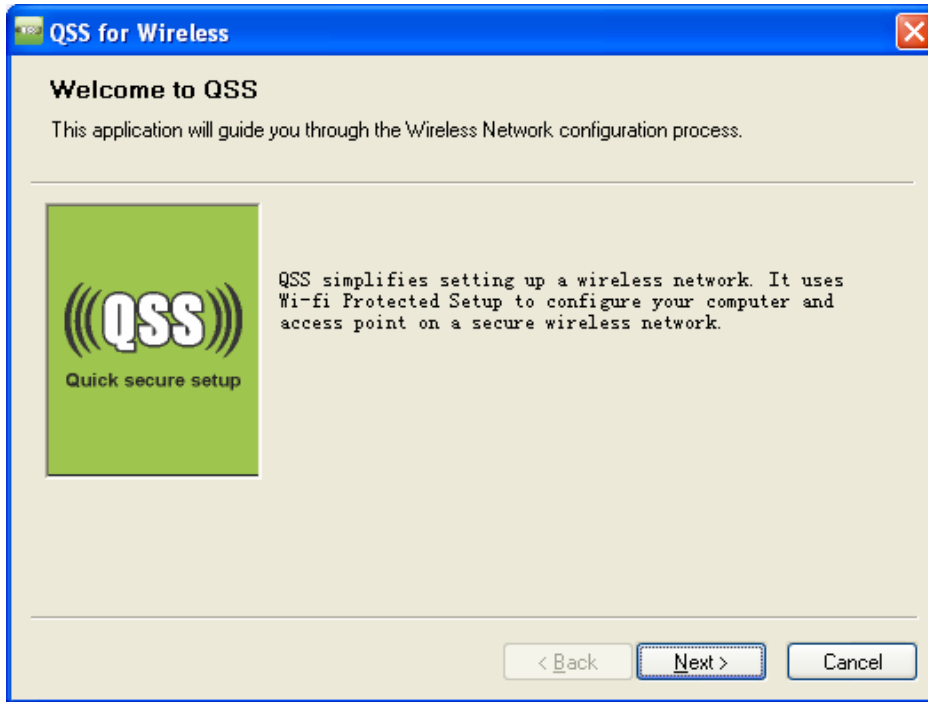 QSS for Wireless
Welcome to QSS
This application will guide you through the Wireless Network configuration process.
(((QSS)))
Quick secure setup
QSS simplifies setting up a wireless network. It uses
Wi-fi Protected Setup to configure your computer and
access point on a secure wireless network.
< Back
Next >
Cancel